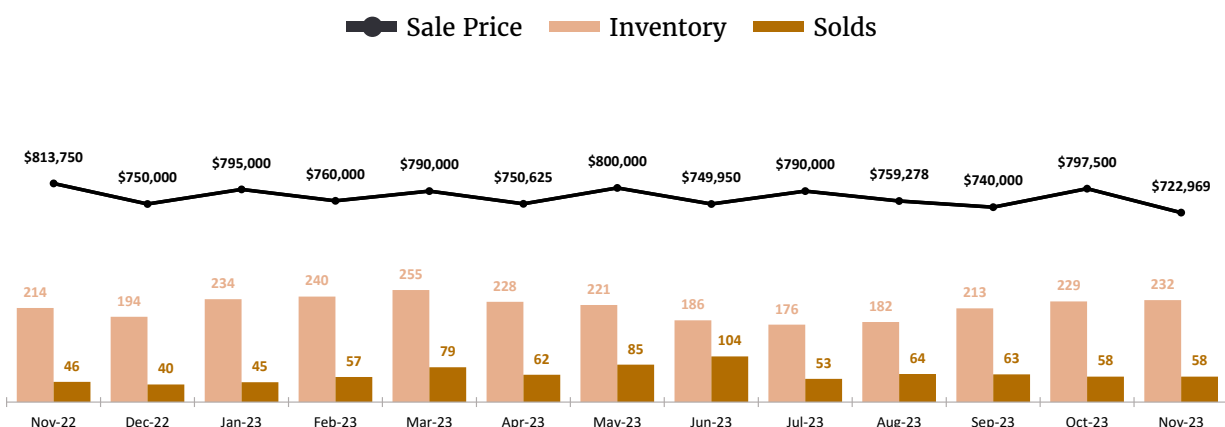 Sale Price Inventory Solds
$813,750 $750,000 $795,000 $760,000 $790,000 $750,625 $800,000 $749,950 $790,000 $759,278 $740,000 $797,500 $722,969
214 194 234 240 255 228 221 186 176 182 213 229 232
46 40 45 57 79 62 85 104 53 64 63 58 58
Nov-22 Dec-22 Jan-23 Feb-23 Mar-23 Apr-23 May-23 Jun-23 Jul-23 Aug-23 Sep-23 Oct-23 Nov-23